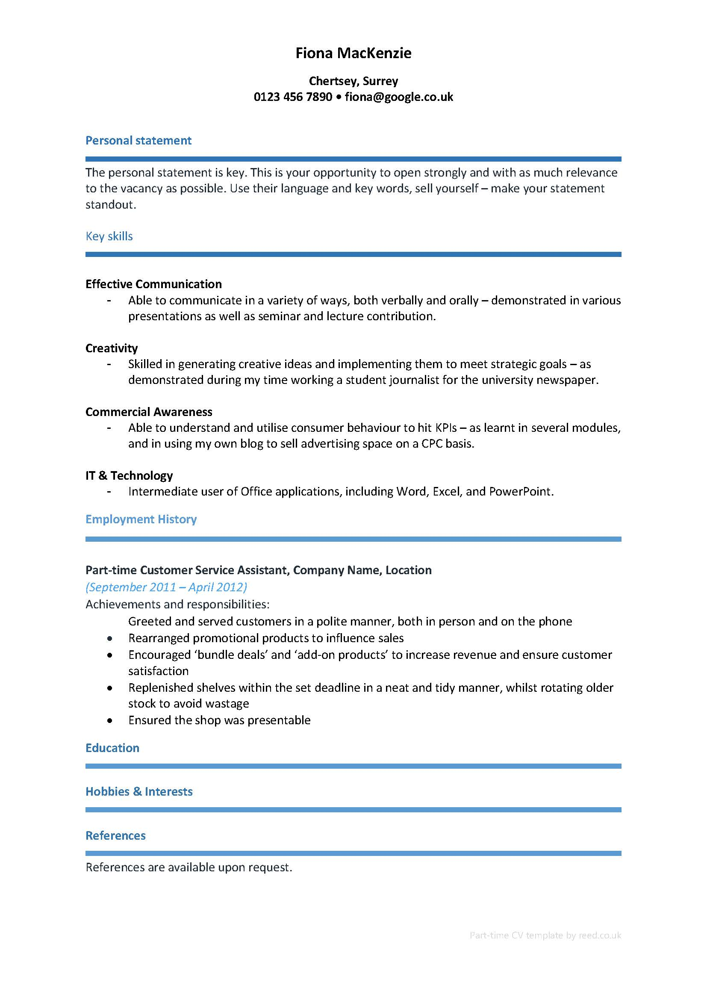 Fiona MacKenzie
Chertsey, Surrey
0123 456 7890 • fiona@google.co.uk
Personal statement
The personal statement is key. This is your opportunity to open strongly and with as much relevance
to the vacancy as possible. Use their language and key words, sell yourself – make your statement
standout.
Key skills
Effective Communication
- Able to communicate in a variety of ways, both verbally and orally – demonstrated in various
presentations as well as seminar and lecture contribution.
Creativity
- Skilled in generating creative ideas and implementing them to meet strategic goals – as
demonstrated during my time working a student journalist for the university newspaper.
Commercial Awareness
- Able to understand and utilise consumer behaviour to hit KPIs – as learnt in several modules,
and in using my own blog to sell advertising space on a CPC basis.
IT & Technology
- Intermediate user of Office applications, including Word, Excel, and PowerPoint.
Employment History
Part-time Customer Service Assistant, Company Name, Location
(September 2011 – April 2012)
Achievements and responsibilities:
Greeted and served customers in a polite manner, both in person and on the phone
• Rearranged promotional products to influence sales
• Encouraged ‘bundle deals’ and ‘add-on products’ to increase revenue and ensure customer
satisfaction
• Replenished shelves within the set deadline in a neat and tidy manner, whilst rotating older
stock to avoid wastage
• Ensured the shop was presentable
Education
Hobbies & Interests
References
References are available upon request.
Part-time CV template by reed.co.uk